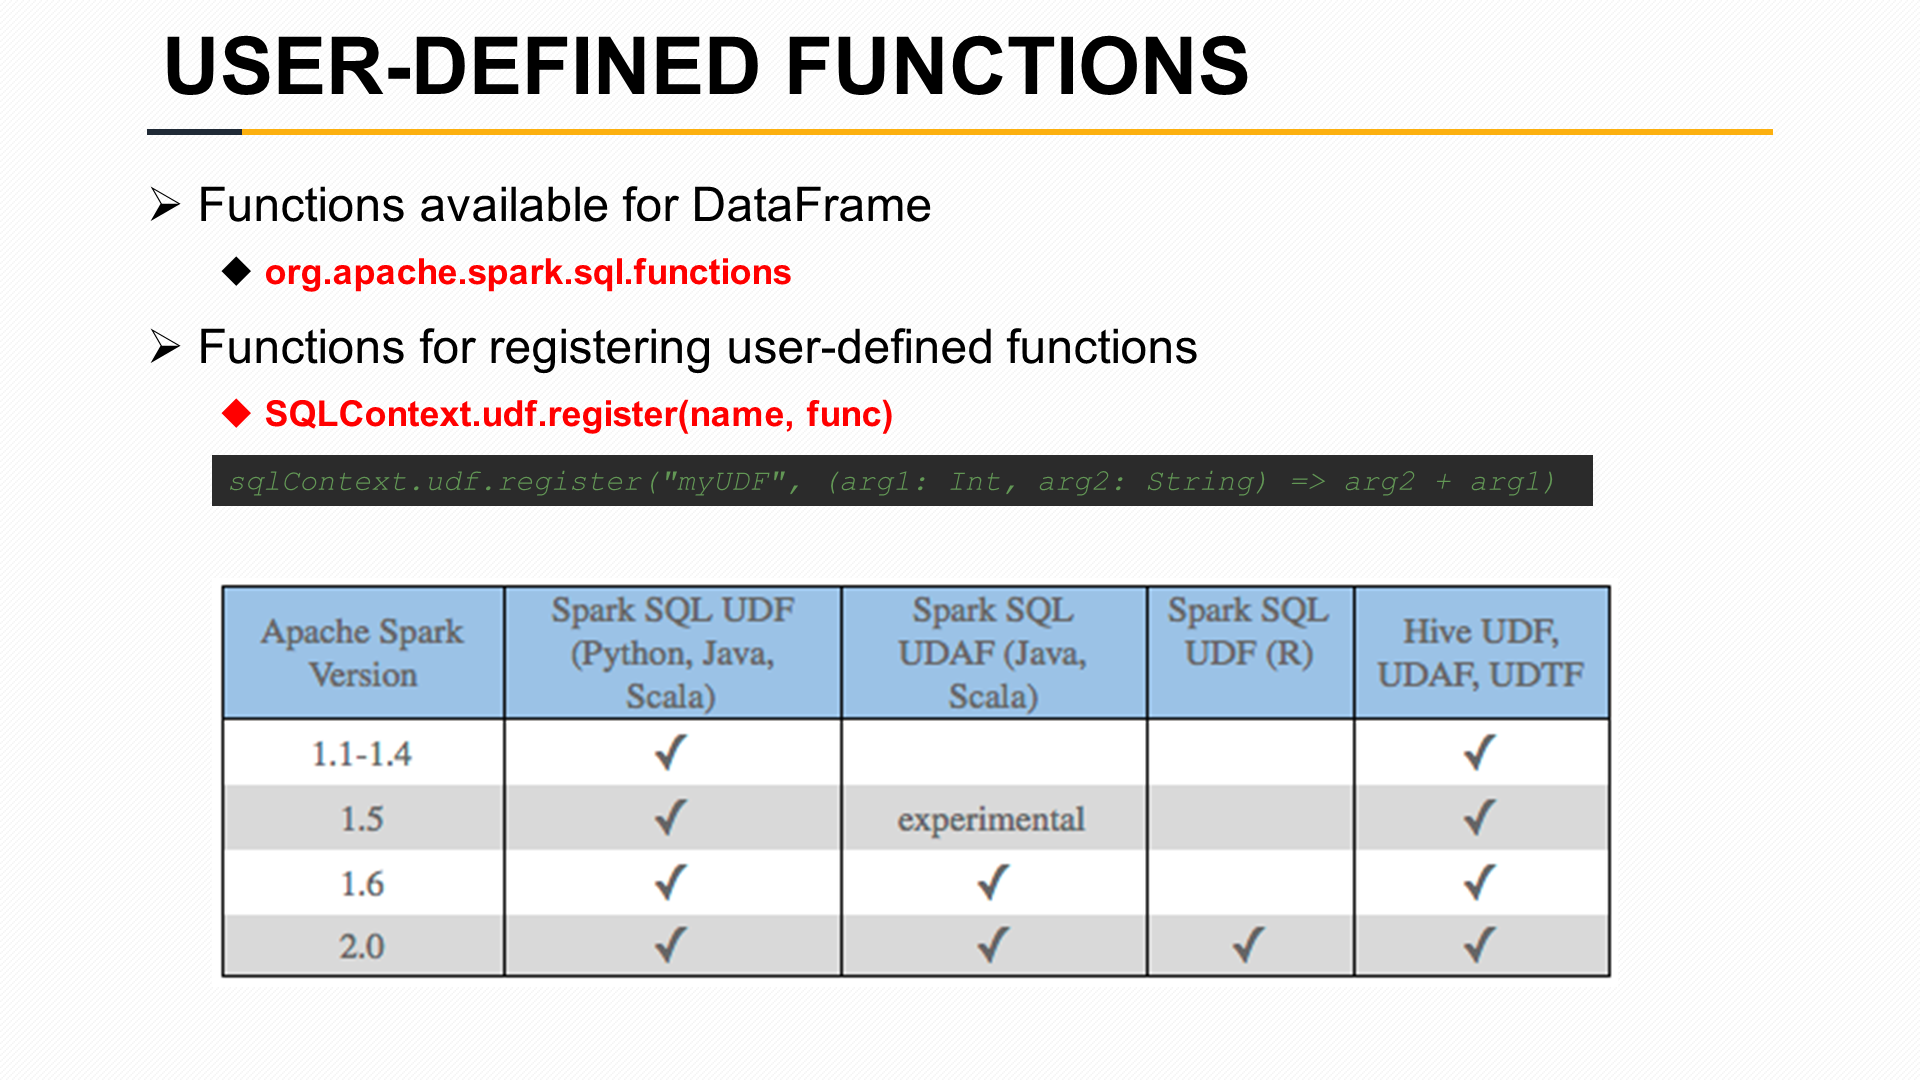 USER-DEFINED FUNCTIONS
Functions available for DataFrame
org.apache.spark.sql.functions
Functions for registering user-defined functions
SQLContext.udf.register(name, func)
sqlContext.udf.register("myUDF", (arg1: Int, arg2: String) => arg2 + arg1)
Apache Spark Version | Spark SQL UDF (Python, Java, Scala) | Spark SQL UDAF (Java, Scala) | Spark SQL UDF (R) | Hive UDF, UDAF, UDTF
1.1-1.4 ✓ ✓
1.5 ✓ experimental ✓
1.6 ✓ ✓ ✓
2.0 ✓ ✓ ✓ ✓